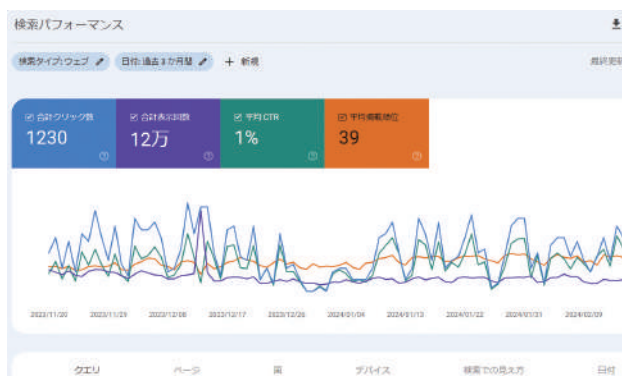 検索パフォーマンス
検索タイプ: ウェブ 日付: 過去 3 か月間 + 新規 最終更新
合計クリック数 合計表示回数 平均 CTR 平均掲載順位
1230 12万 1% 39
2023/11/20 2023/11/29 2023/12/08 2023/12/17 2023/12/26 2024/01/04 2024/01/13 2024/01/22 2024/01/31 2024/02/09
クエリ ページ 国 デバイス 検索での見え方 日付